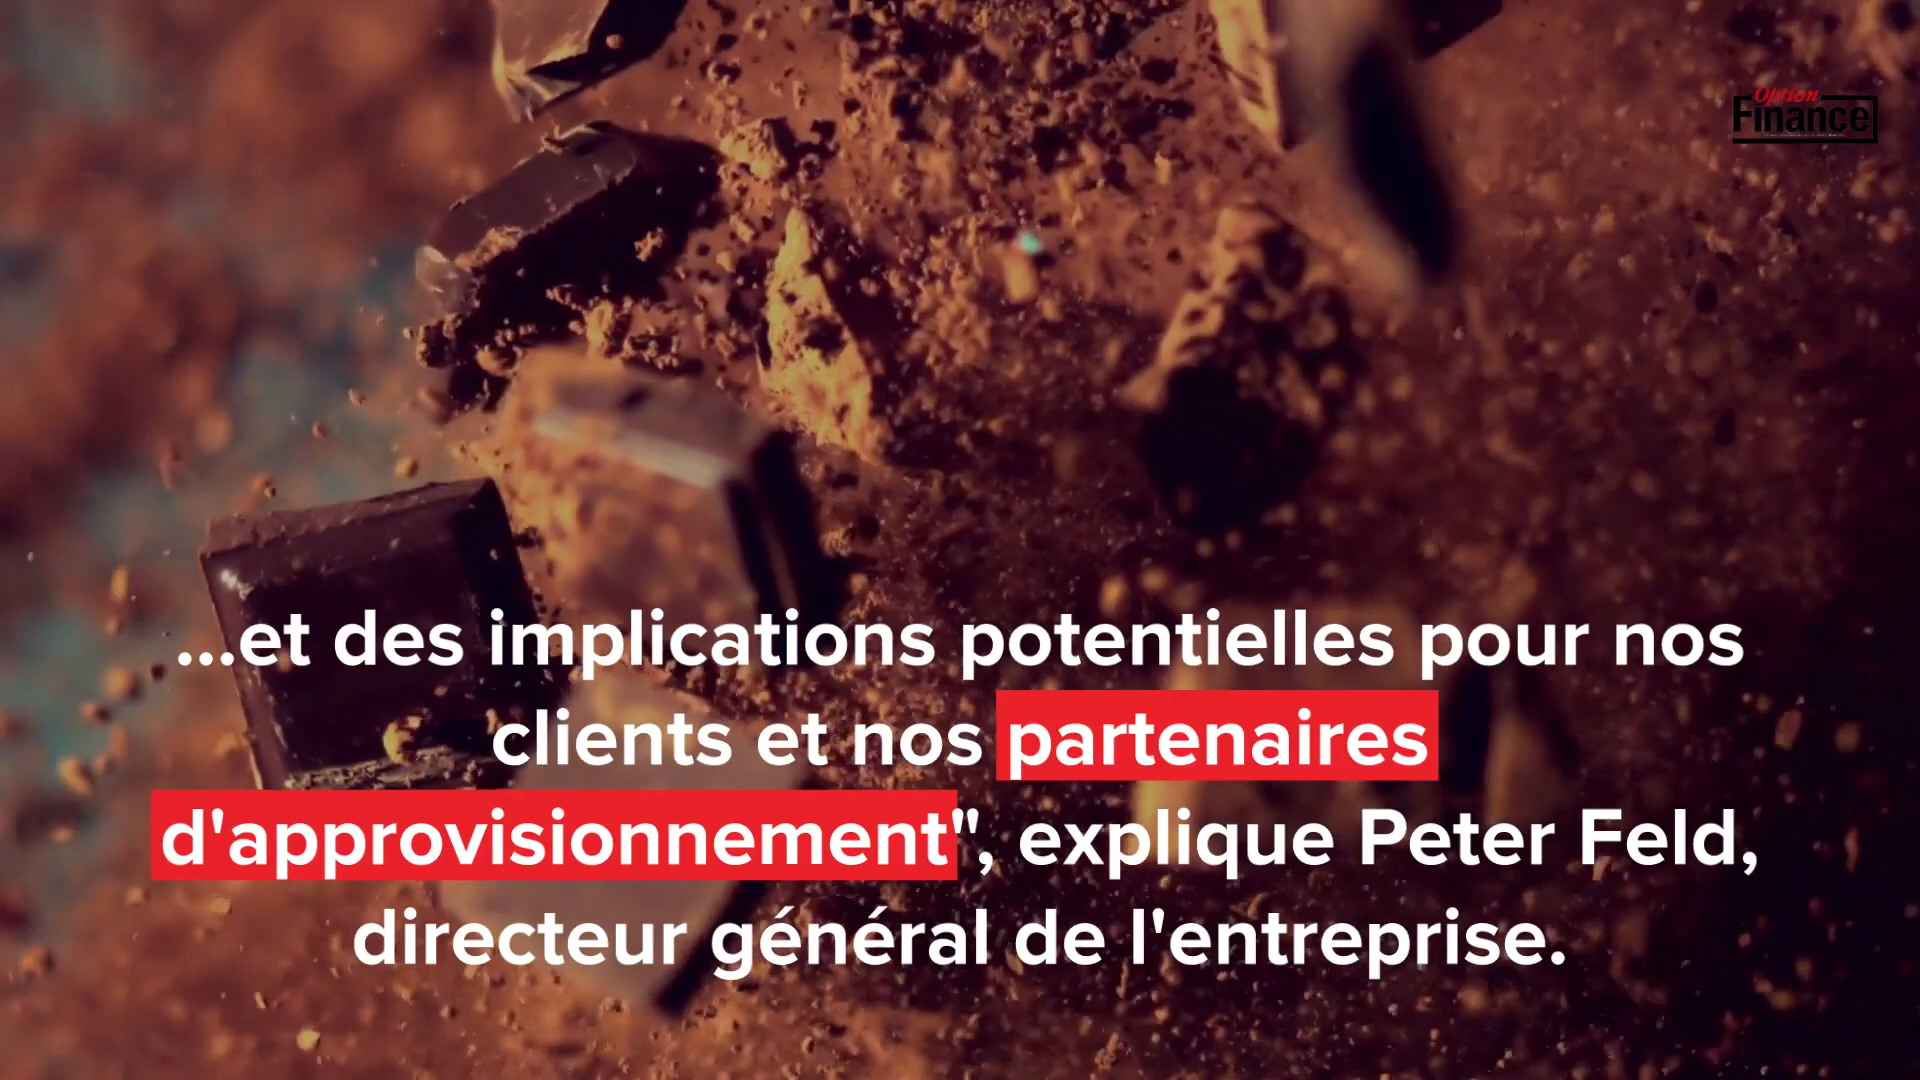 Option
Finance
...et des implications potentielles pour nos
clients et nos partenaires
d'approvisionnement", explique Peter Feld,
directeur général de l'entreprise.